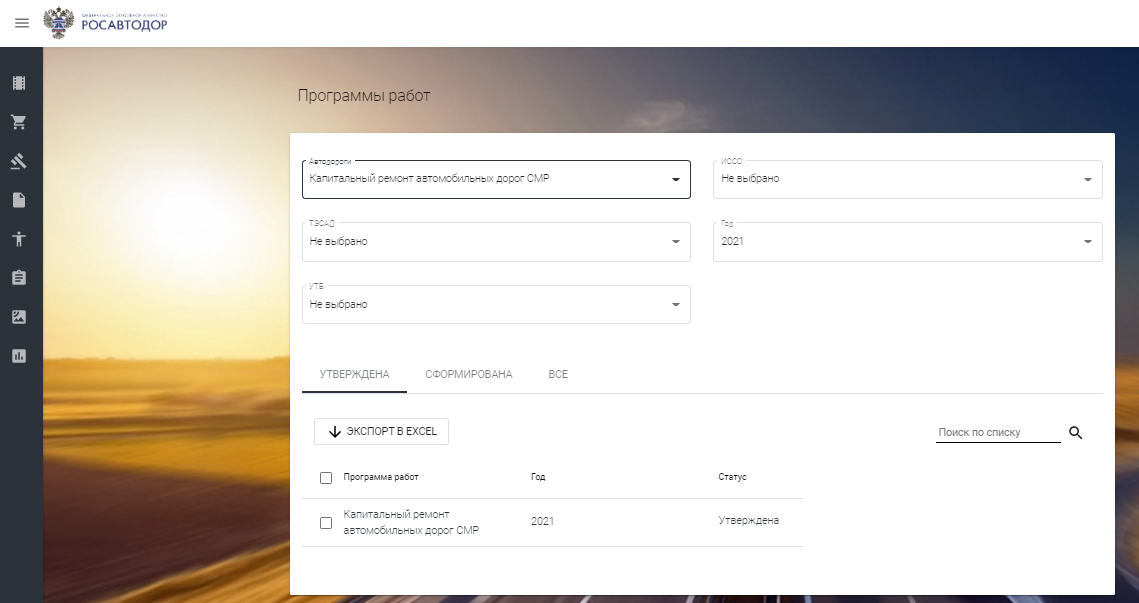 ФЕДЕРАЛЬНОЕ ДОРОЖНОЕ АГЕНТСТВО
РОСАВТОДОР
Программы работ
Автодороги
Капитальный ремонт автомобильных дорог СМР
ИССО
Не выбрано
ТЭСАД
Не выбрано
Год
2021
УТБ
Не выбрано
УТВЕРЖДЕНА СФОРМИРОВАНА ВСЕ
ЭКСПОРТ В EXCEL
Поиск по списку
Программа работ Год Статус
Капитальный ремонт
автомобильных дорог СМР
2021
Утверждена